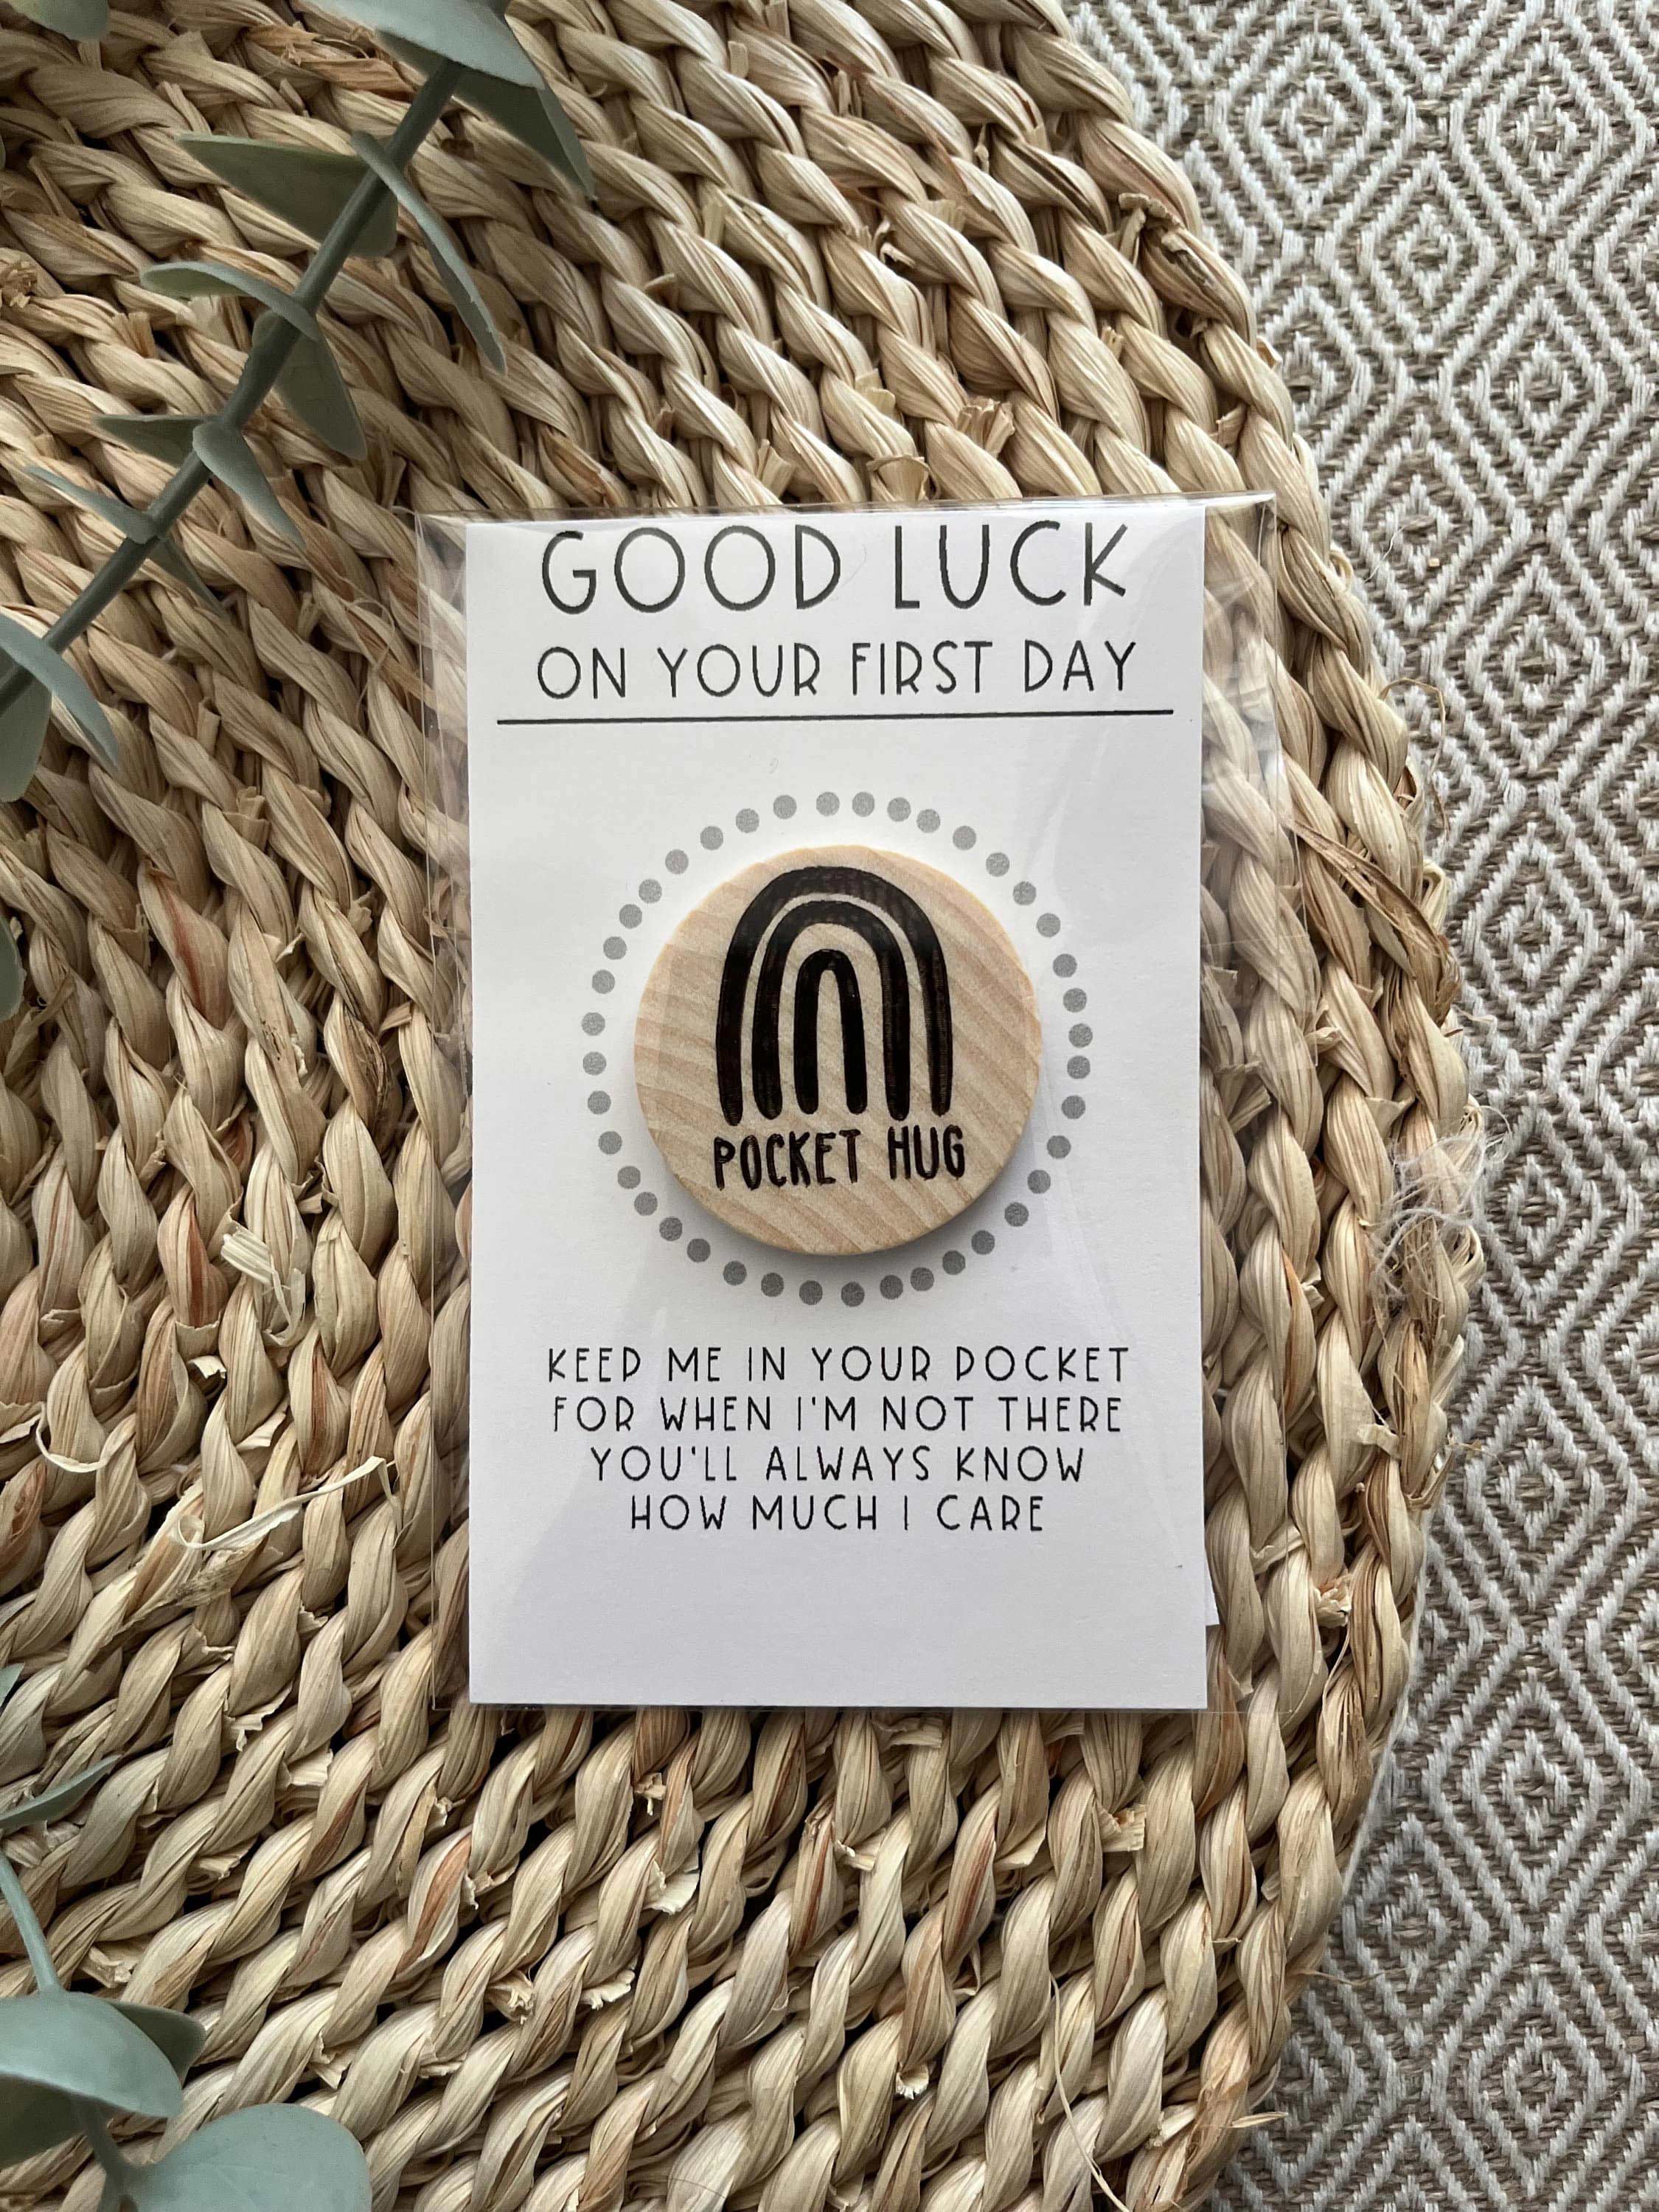 GOOD LUCK
ON YOUR FIRST DAY
POCKET HUG
KEEP ME IN YOUR POCKET
FOR WHEN I'M NOT THERE
YOU'LL ALWAYS KNOW
HOW MUCH I CARE